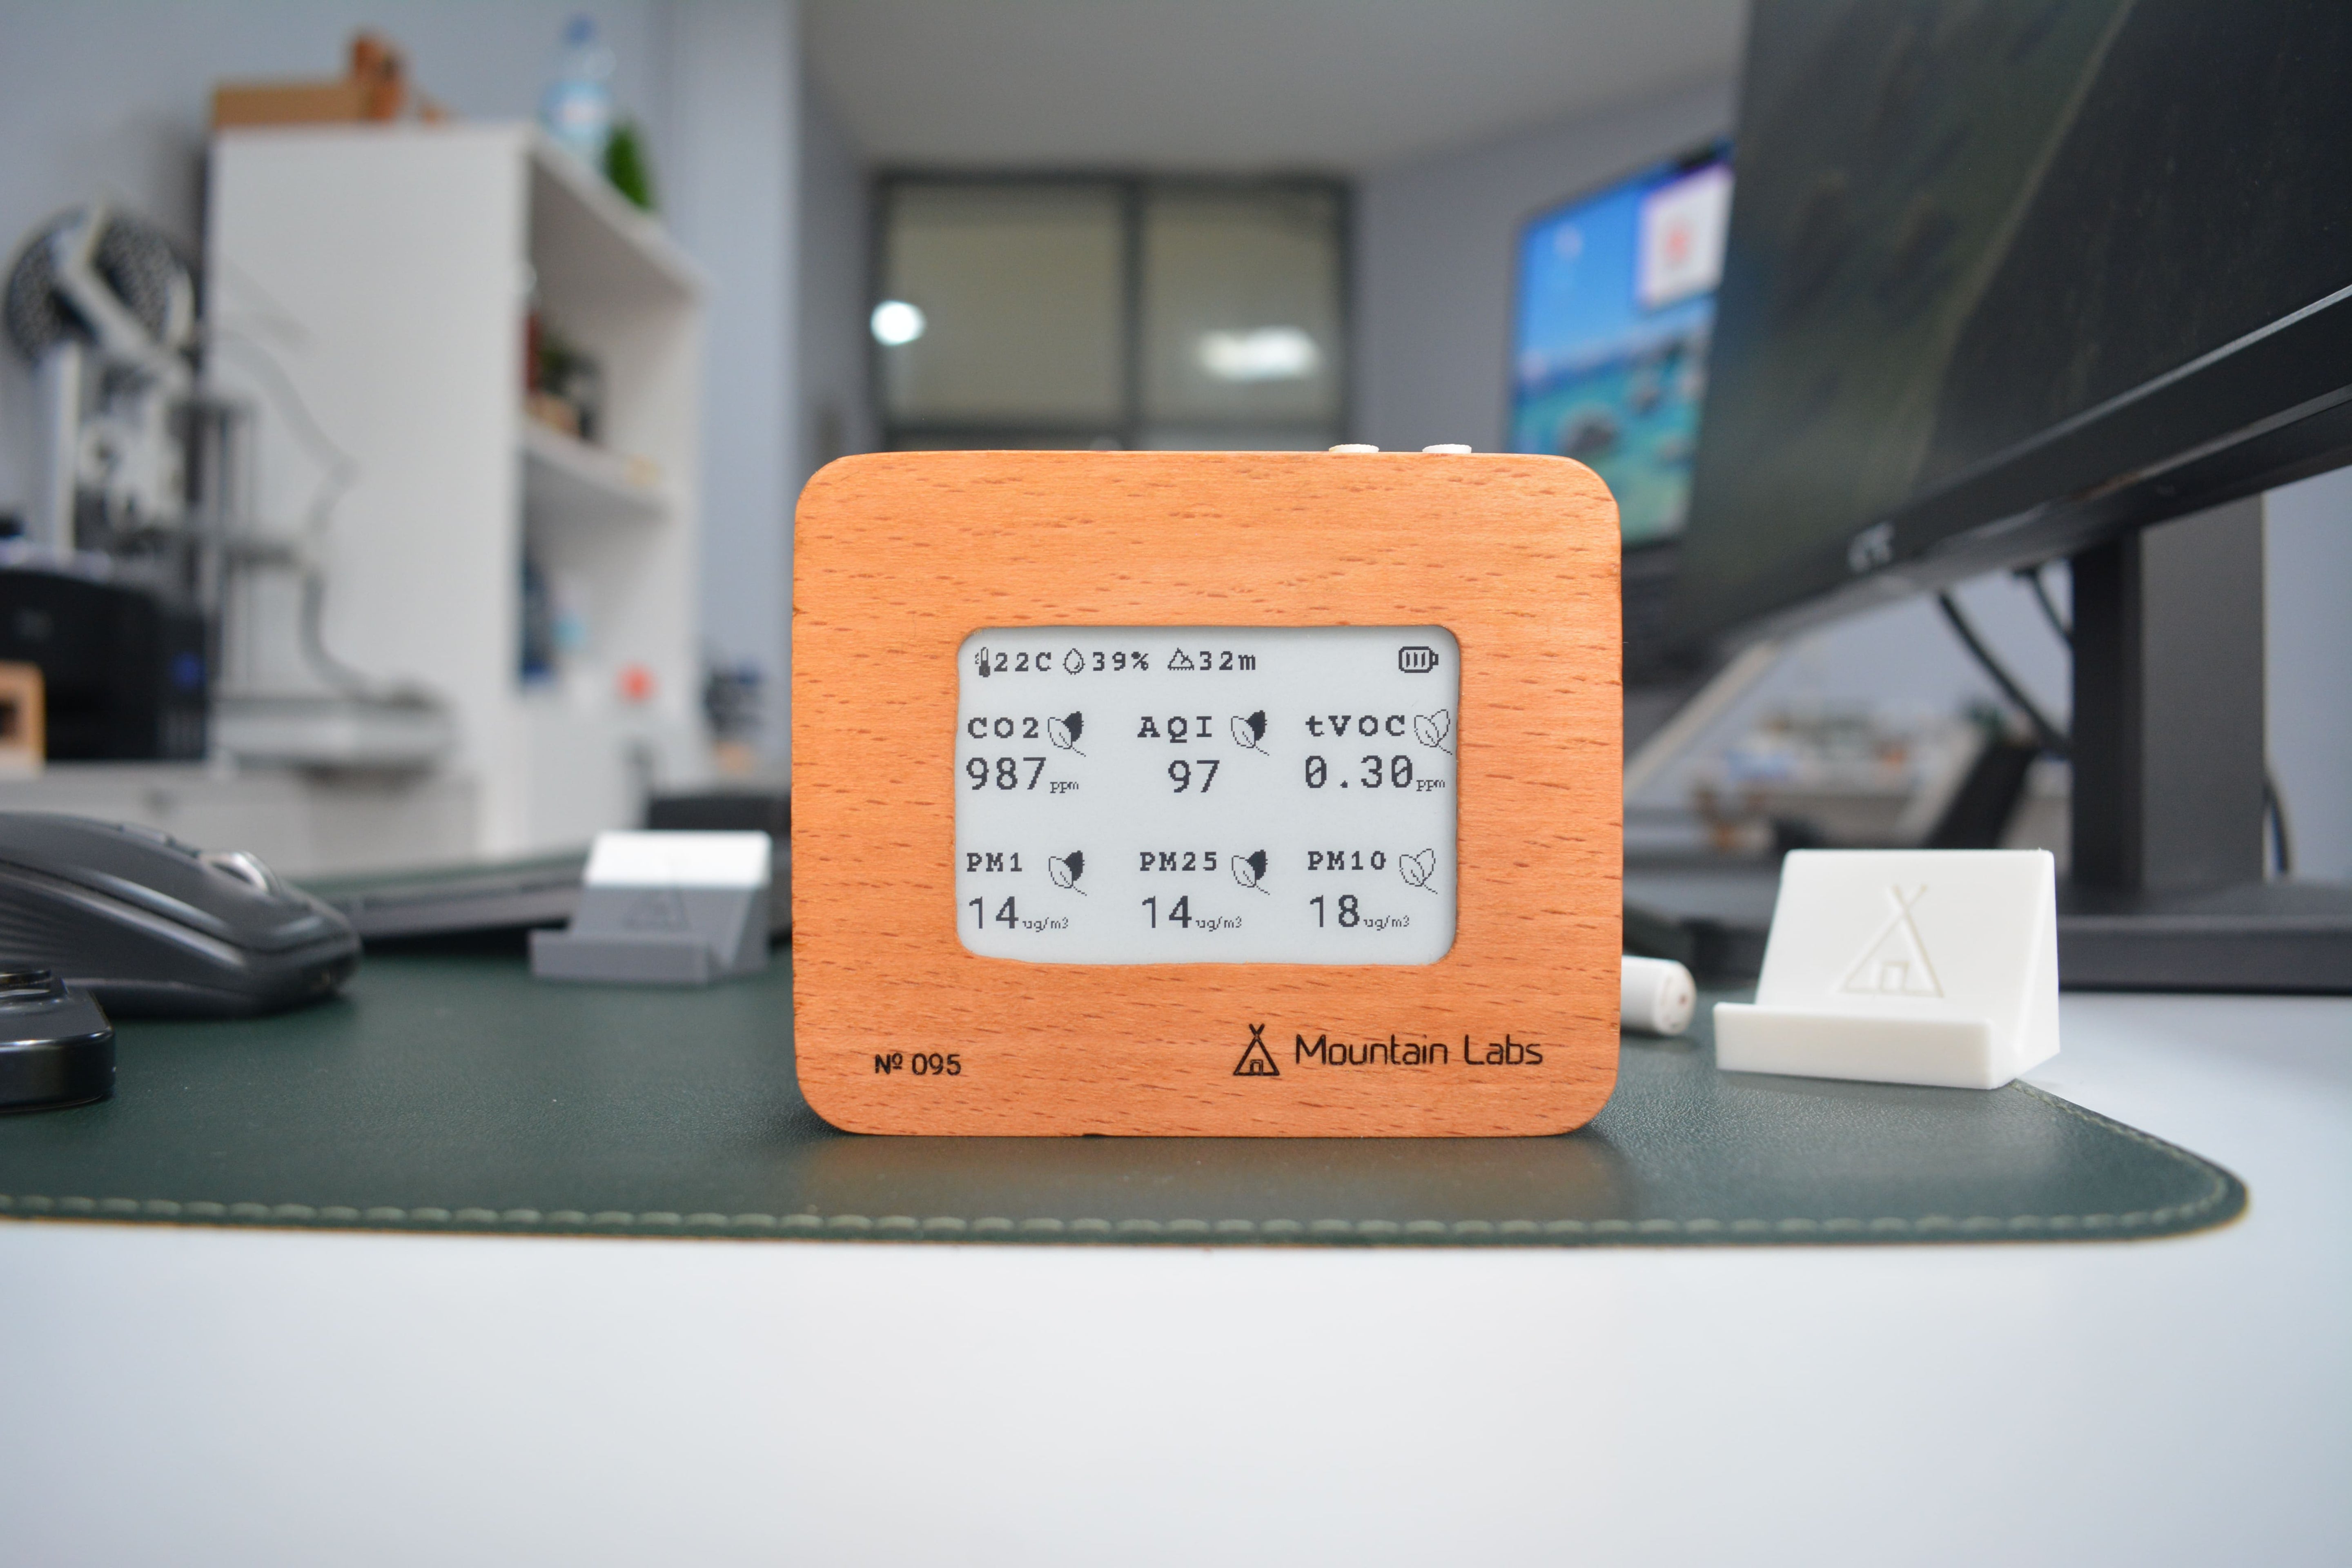 22C 39% 32m
CO2 AQI tVOC
987ppm 97 0.30ppm
PM1 PM25 PM10
14ug/m3 14ug/m3 18ug/m3
Nº 095 Mountain Labs